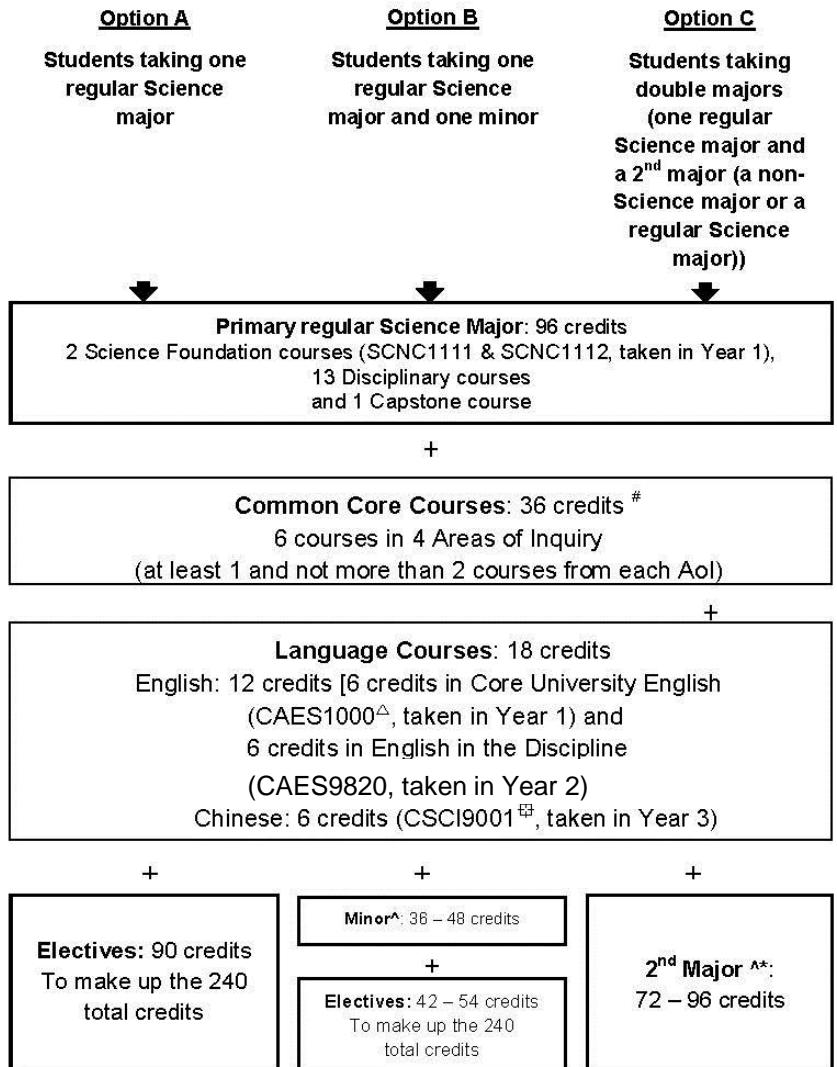 Option A
Students taking one
regular Science
major
Option B
Students taking one
regular Science
major and one minor
Option C
Students taking
double majors
(one regular
Science major and
a 2nd major (a non-
Science major or a
regular Science
major))
Primary regular Science Major: 96 credits
2 Science Foundation courses (SCNC1111 & SCNC1112, taken in Year 1),
13 Disciplinary courses
and 1 Capstone course
+
Common Core Courses: 36 credits #
6 courses in 4 Areas of Inquiry
(at least 1 and not more than 2 courses from each AoI)
+
Language Courses: 18 credits
English: 12 credits [6 credits in Core University English
(CAES1000△, taken in Year 1) and
6 credits in English in the Discipline
(CAES9820, taken in Year 2)
Chinese: 6 credits (CSCI9001, taken in Year 3)
+
+
+
Electives: 90 credits
To make up the 240
total credits
Minor^: 36 – 48 credits
+
Electives: 42 – 54 credits
To make up the 240
total credits
2nd Major ^*:
72 – 96 credits